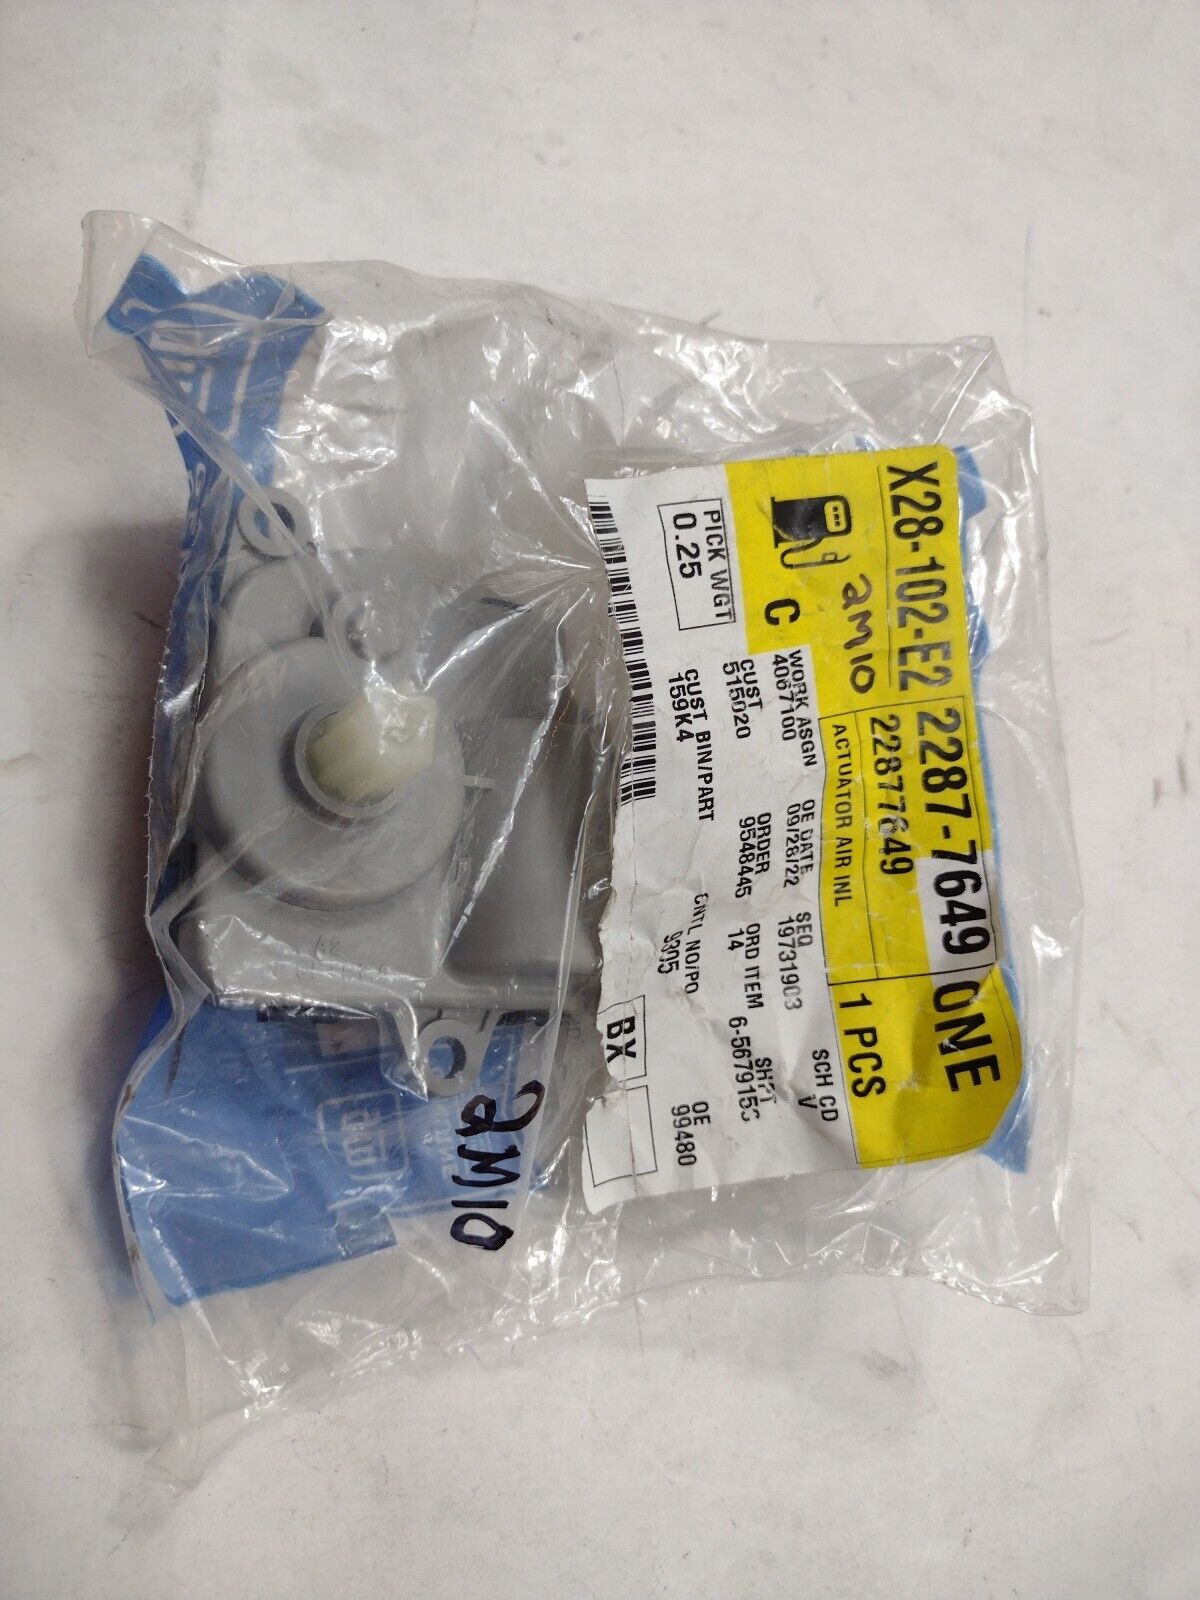 X28-102-E2 2287-7649 ONE
2M10 22877649 1 PCS
ACTUATOR AIR INL
C
WORK ASGN OE DATE SEQ SCH CD
4067100 09/28/22 19731903 V
CUST ORDER ORD ITEM SHPT
515020 9548445 14
PICK WGT CUST BIN/PART CNTL NO/PO OE
0.25 159K4 9305 99480
BX
2M10